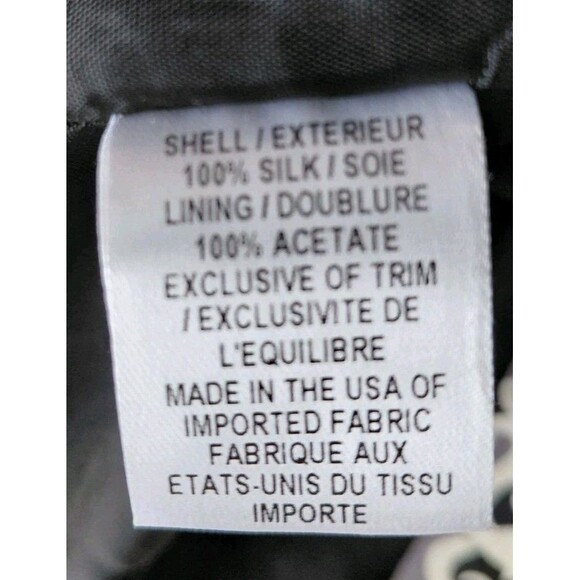 SHELL / EXTERIEUR
100% SILK / SOIE
LINING / DOUBLURE
100% ACETATE
EXCLUSIVE OF TRIM
/ EXCLUSIVITE DE
L'EQUILIBRE
MADE IN THE USA OF
IMPORTED FABRIC
FABRIQUE AUX
ETATS-UNIS DU TISSU
IMPORTE